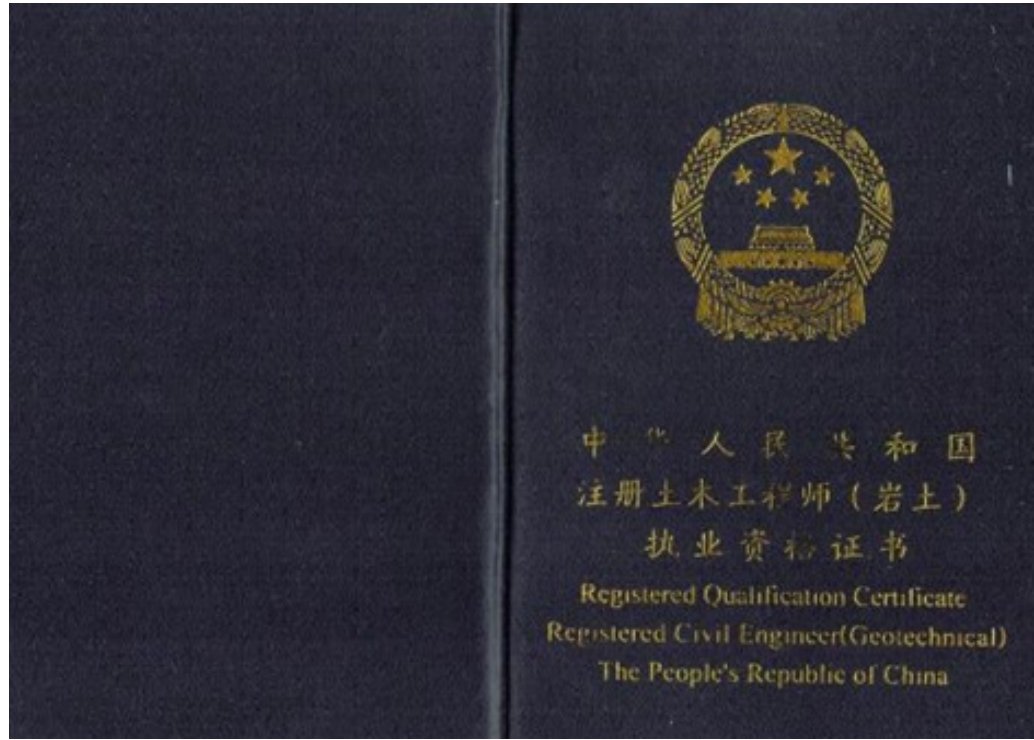 中华人民共和国
注册土木工程师（岩土）
执业资格证书
Registered Qualification Certificate
Registered Civil Engineer(Geotechnical)
The People's Republic of China